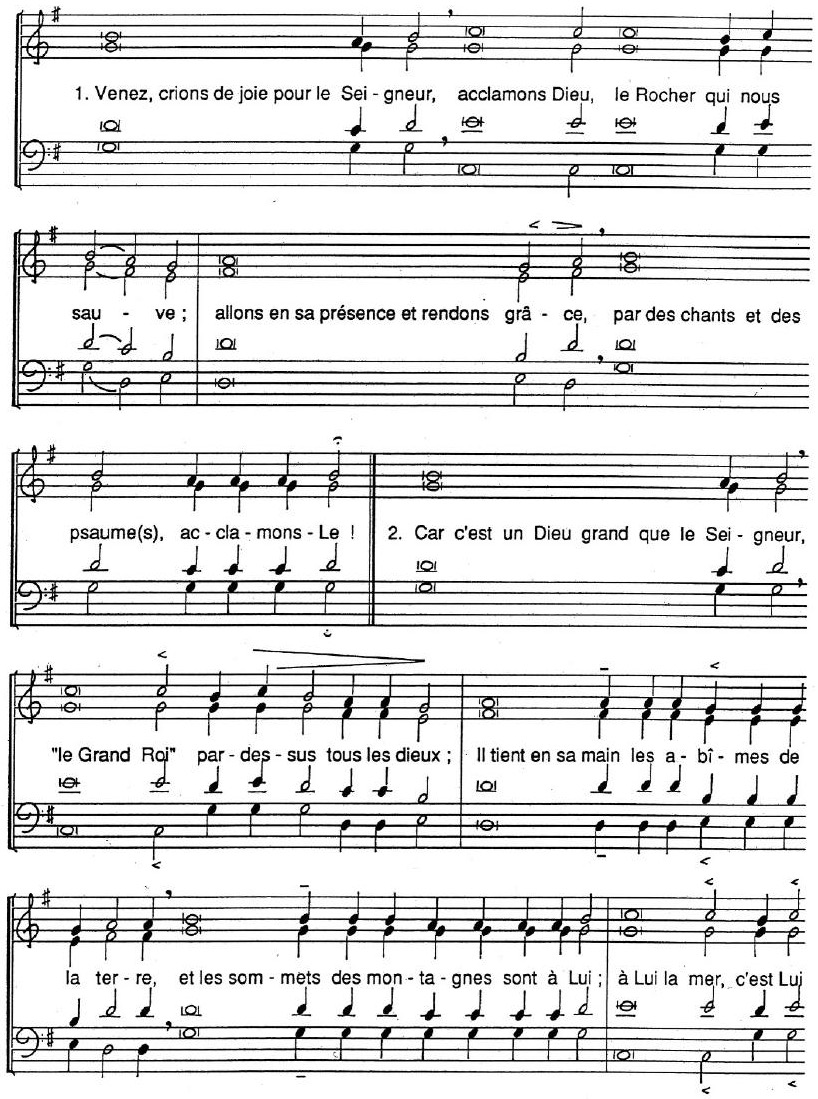 1. Venez, crions de joie pour le Sei - gneur, acclamons Dieu, le Rocher qui nous
sau - ve ; allons en sa présence et rendons grâ - ce, par des chants et des
psaume(s), ac - cla - mons - Le ! 2. Car c'est un Dieu grand que le Sei - gneur,
"le Grand Roi" par - des - sus tous les dieux ; Il tient en sa main les a - bî - mes de
la ter - re, et les som - mets des mon - ta - gnes sont à Lui ; à Lui la mer, c'est Lui